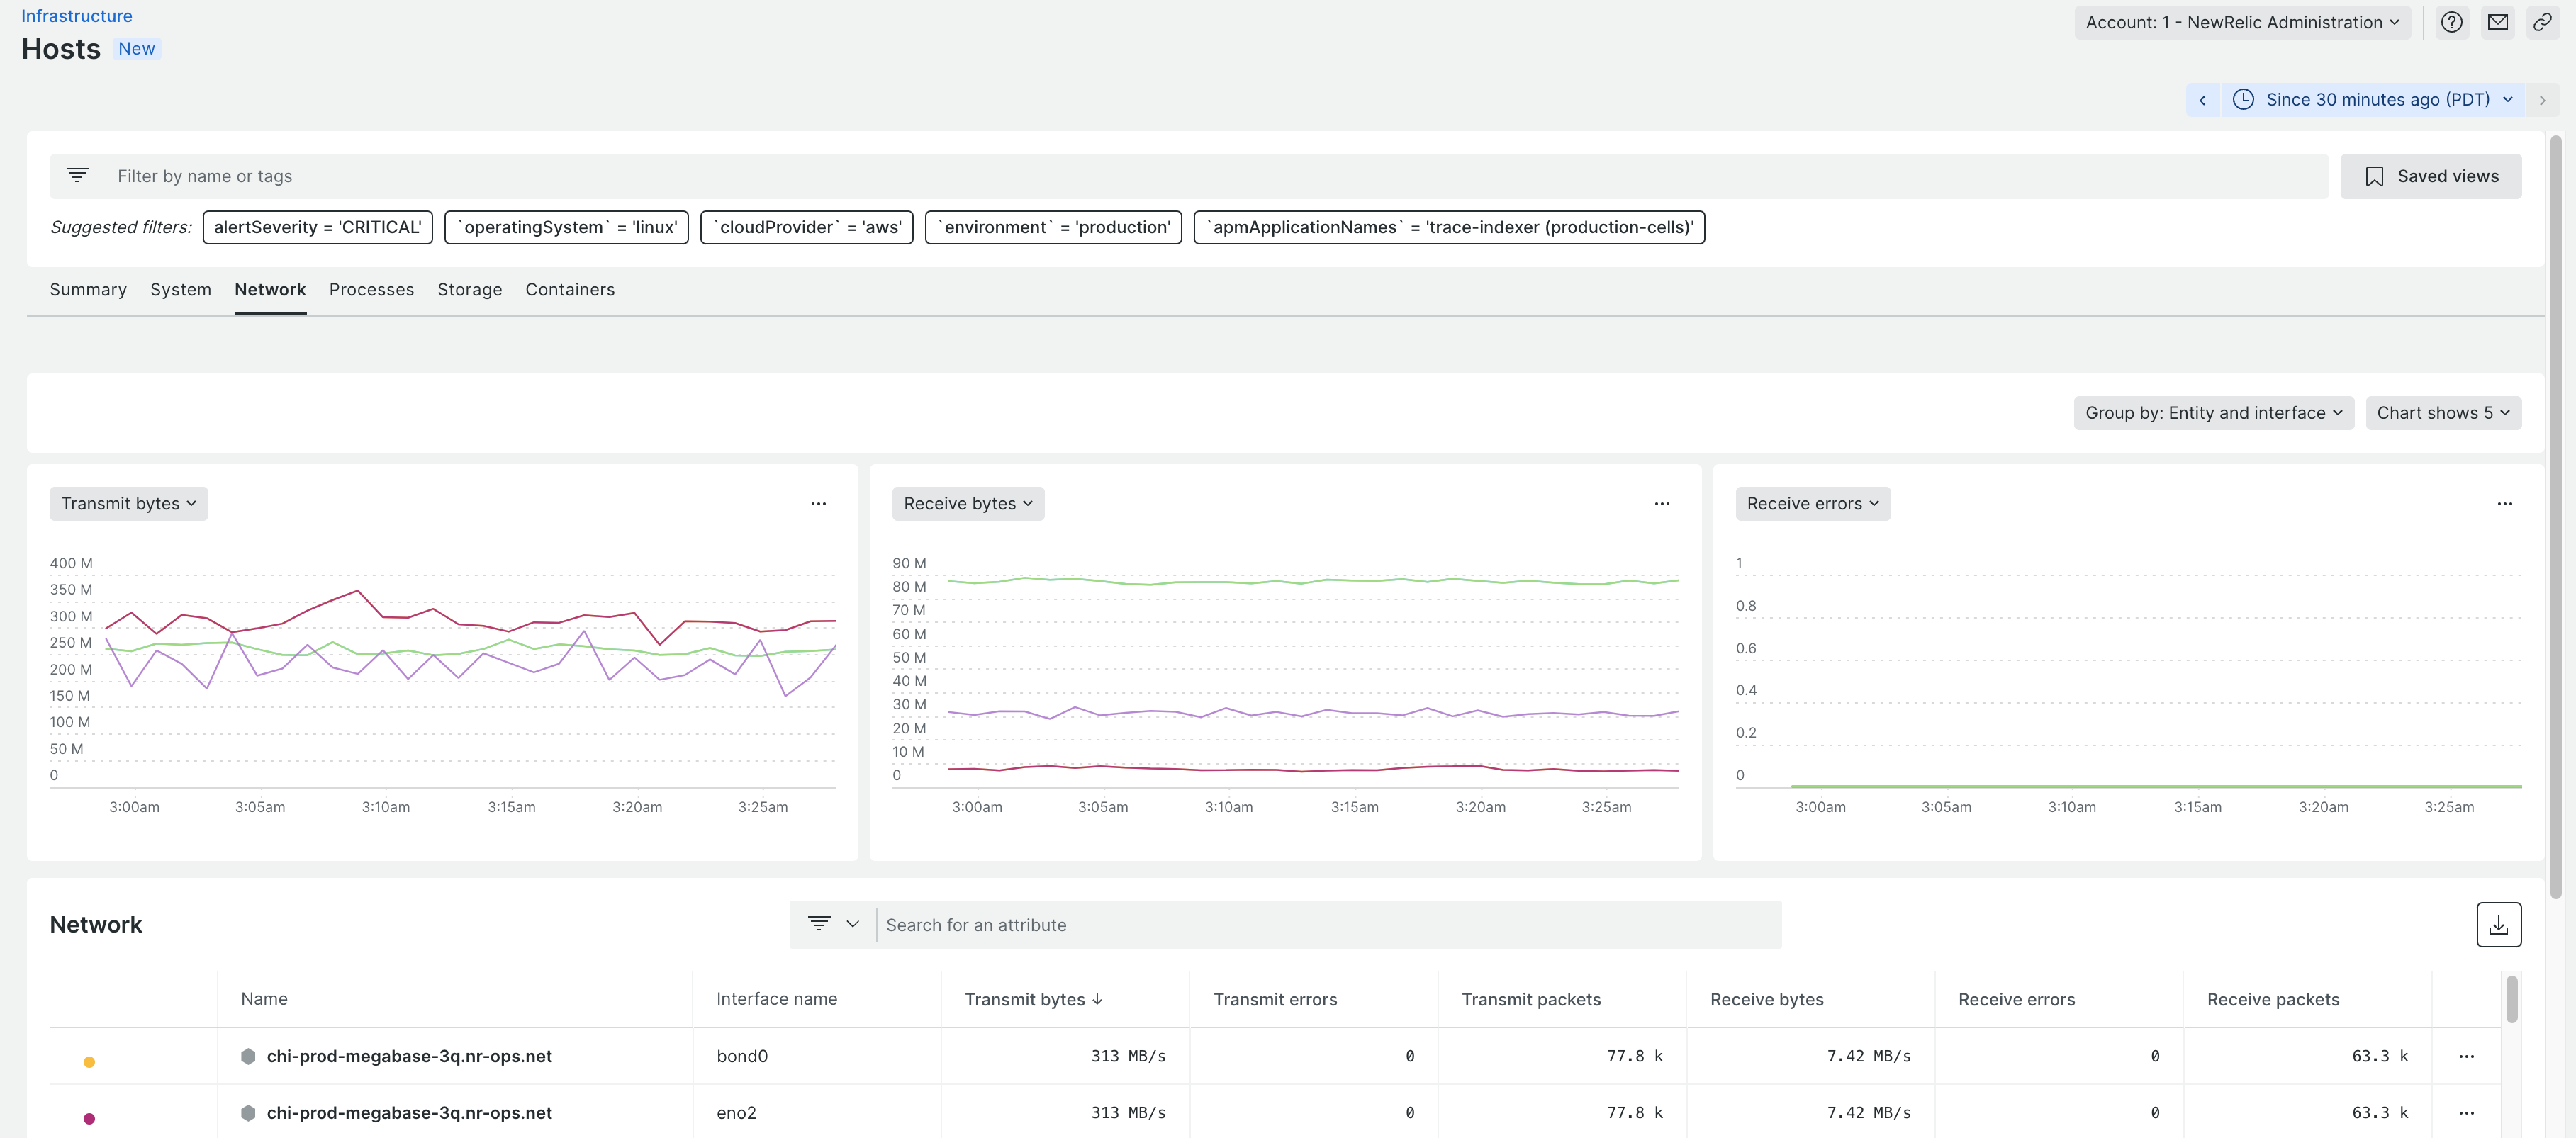 Infrastructure
Hosts New
Account: 1 - NewRelic Administration
Since 30 minutes ago (PDT)
Filter by name or tags
Saved views
Suggested filters: alertSeverity = 'CRITICAL' `operatingSystem` = 'linux' `cloudProvider` = 'aws' `environment` = 'production' `apmApplicationNames` = 'trace-indexer (production-cells)'
Summary System Network Processes Storage Containers
Group by: Entity and interface Chart shows 5
Transmit bytes
400 M
350 M
300 M
250 M
200 M
150 M
100 M
50 M
0
3:00am 3:05am 3:10am 3:15am 3:20am 3:25am
Receive bytes
90 M
80 M
70 M
60 M
50 M
40 M
30 M
20 M
10 M
0
3:00am 3:05am 3:10am 3:15am 3:20am 3:25am
Receive errors
1
0.8
0.6
0.4
0.2
0
3:00am 3:05am 3:10am 3:15am 3:20am 3:25am
Network
Search for an attribute
Name Interface name Transmit bytes ↓ Transmit errors Transmit packets Receive bytes Receive errors Receive packets
chi-prod-megabase-3q.nr-ops.net bond0 313 MB/s 0 77.8 k 7.42 MB/s 0 63.3 k
chi-prod-megabase-3q.nr-ops.net eno2 313 MB/s 0 77.8 k 7.42 MB/s 0 63.3 k